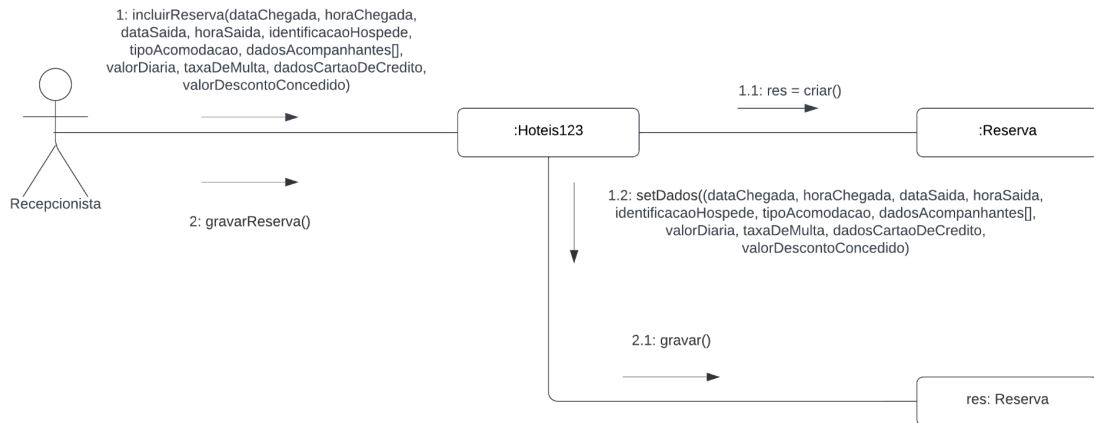 1: incluirReserva(dataChegada, horaChegada,
dataSaida, horaSaida, identificacaoHospede,
tipoAcomodacao, dadosAcompanhantes[],
valorDiaria, taxaDeMulta, dadosCartaoDeCredito,
valorDescontoConcedido)
1.1: res = criar()
:Hoteis123
:Reserva
Recepcionista
2: gravarReserva()
1.2: setDados((dataChegada, horaChegada, dataSaida, horaSaida,
identificacaoHospede, tipoAcomodacao, dadosAcompanhantes[],
valorDiaria, taxaDeMulta, dadosCartaoDeCredito,
valorDescontoConcedido)
2.1: gravar()
res: Reserva